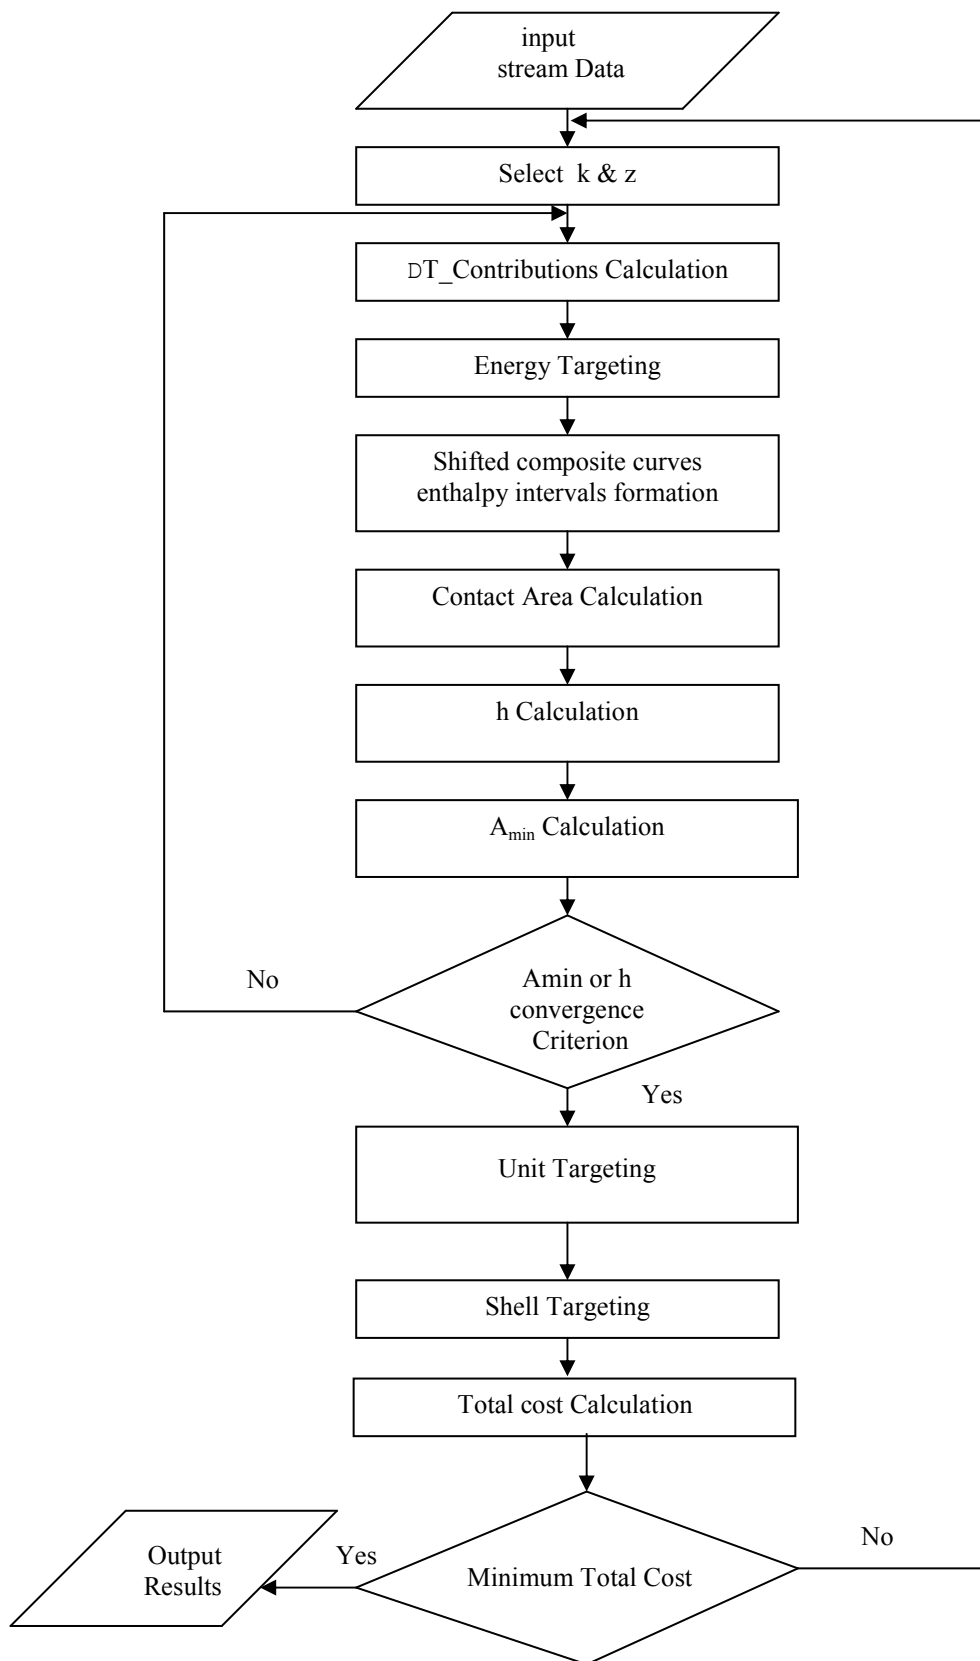 input
stream Data
Select k & z
DT_Contributions Calculation
Energy Targeting
Shifted composite curves
enthalpy intervals formation
Contact Area Calculation
h Calculation
Amin Calculation
No
Amin or h
convergence
Criterion
Yes
Unit Targeting
Shell Targeting
Total cost Calculation
Output
Results
Yes
Minimum Total Cost
No